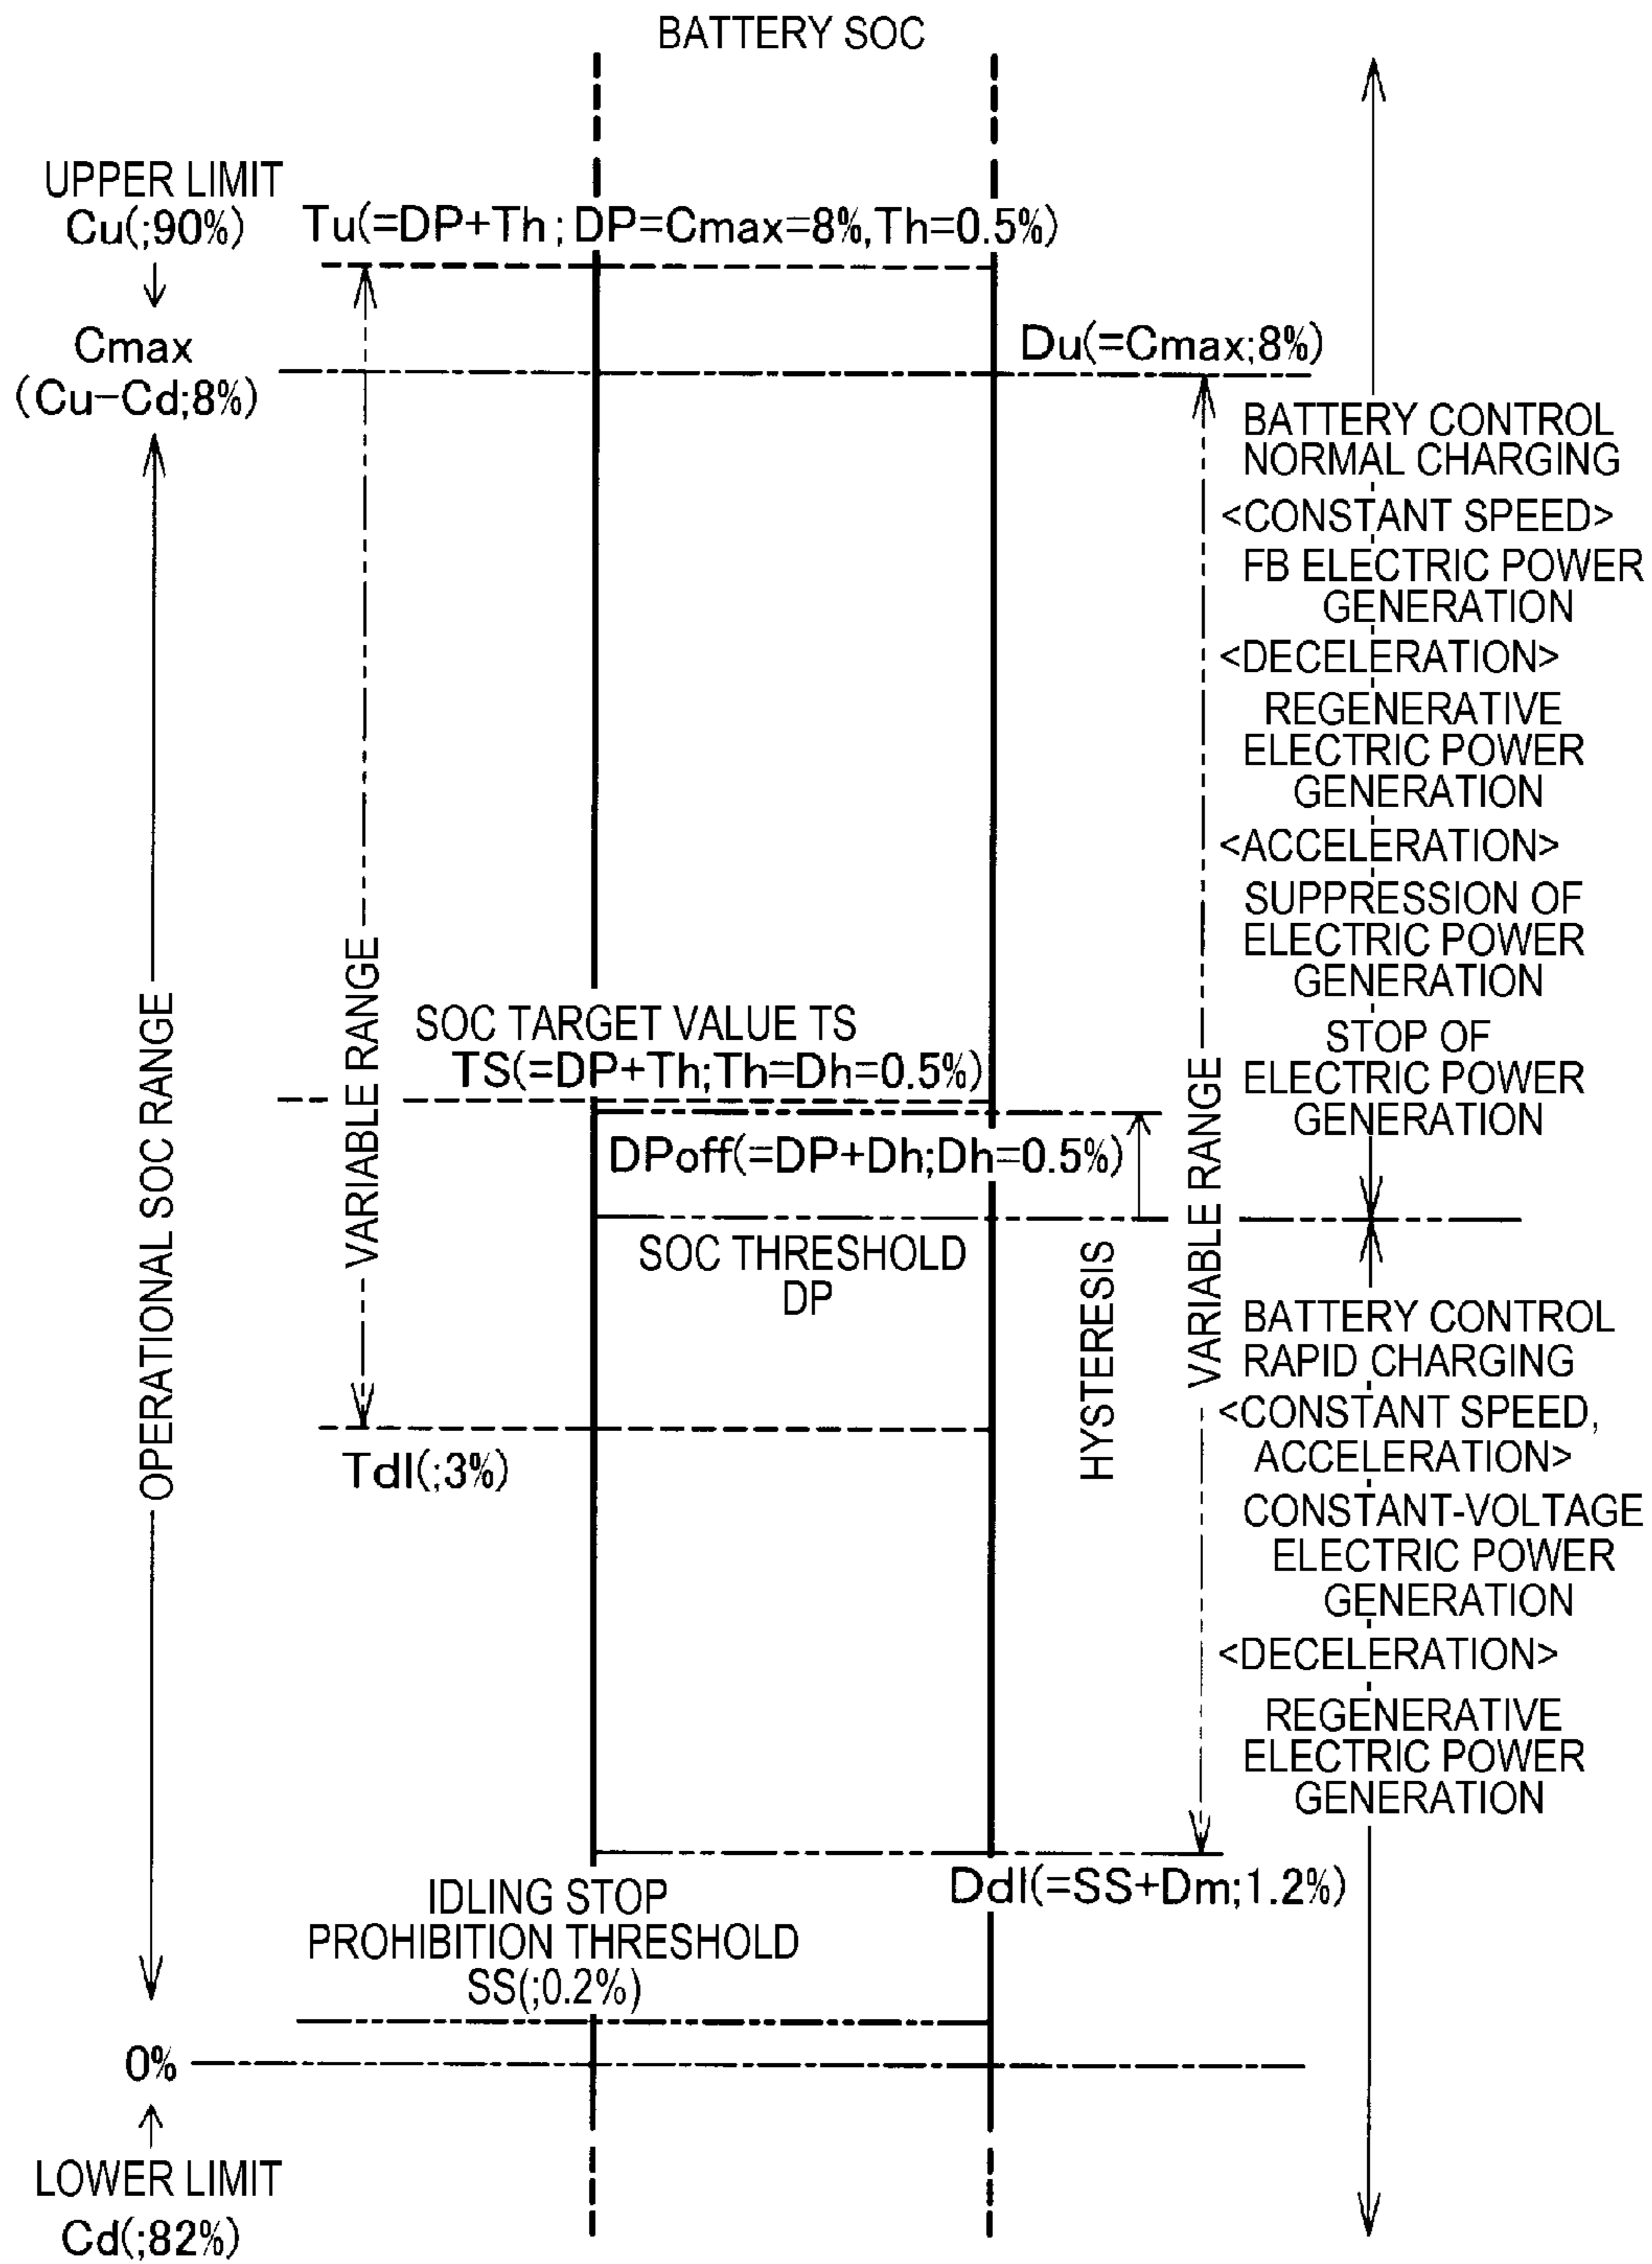 BATTERY SOC
UPPER LIMIT
Cu(;90%)
Tu(=DP+Th;DP=Cmax=8%,Th=0.5%)
Cmax
(Cu-Cd;8%)
Du(=Cmax;8%)
BATTERY CONTROL
NORMAL CHARGING
<CONSTANT SPEED>
FB ELECTRIC POWER
GENERATION
<DECELERATION>
REGENERATIVE
ELECTRIC POWER
GENERATION
<ACCELERATION>
SUPPRESSION OF
ELECTRIC POWER
GENERATION
STOP OF
ELECTRIC POWER
GENERATION
OPERATIONAL SOC RANGE
VARIABLE RANGE
SOC TARGET VALUE TS
TS(=DP+Th;Th=Dh=0.5%)
DPoff(=DP+Dh;Dh=0.5%)
SOC THRESHOLD
DP
HYSTERESIS
VARIABLE RANGE
BATTERY CONTROL
RAPID CHARGING
<CONSTANT SPEED,
ACCELERATION>
CONSTANT-VOLTAGE
ELECTRIC POWER
GENERATION
<DECELERATION>
REGENERATIVE
ELECTRIC POWER
GENERATION
Tdl(;3%)
Ddl(=SS+Dm;1.2%)
IDLING STOP
PROHIBITION THRESHOLD
SS(;0.2%)
0%
LOWER LIMIT
Cd(;82%)